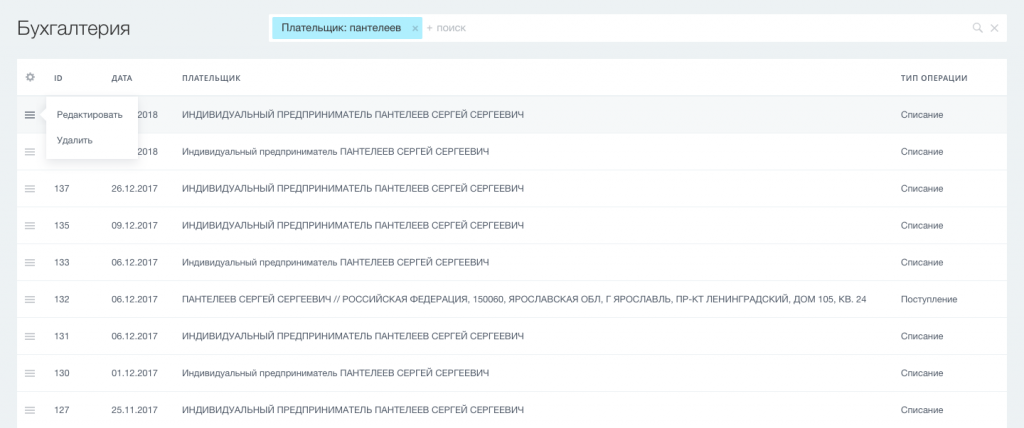 Бухгалтерия
Плательщик: пантелеев × + поиск
ID ДАТА ПЛАТЕЛЬЩИК ТИП ОПЕРАЦИИ
Редактировать 2018 ИНДИВИДУАЛЬНЫЙ ПРЕДПРИНИМАТЕЛЬ ПАНТЕЛЕЕВ СЕРГЕЙ СЕРГЕЕВИЧ Списание
Удалить 2018 Индивидуальный предприниматель ПАНТЕЛЕЕВ СЕРГЕЙ СЕРГЕЕВИЧ Списание
137 26.12.2017 ИНДИВИДУАЛЬНЫЙ ПРЕДПРИНИМАТЕЛЬ ПАНТЕЛЕЕВ СЕРГЕЙ СЕРГЕЕВИЧ Списание
135 09.12.2017 ИНДИВИДУАЛЬНЫЙ ПРЕДПРИНИМАТЕЛЬ ПАНТЕЛЕЕВ СЕРГЕЙ СЕРГЕЕВИЧ Списание
133 06.12.2017 Индивидуальный предприниматель ПАНТЕЛЕЕВ СЕРГЕЙ СЕРГЕЕВИЧ Списание
132 06.12.2017 ПАНТЕЛЕЕВ СЕРГЕЙ СЕРГЕЕВИЧ // РОССИЙСКАЯ ФЕДЕРАЦИЯ, 150060, ЯРОСЛАВСКАЯ ОБЛ, Г ЯРОСЛАВЛЬ, ПР-КТ ЛЕНИНГРАДСКИЙ, ДОМ 105, КВ. 24 Поступление
131 06.12.2017 ИНДИВИДУАЛЬНЫЙ ПРЕДПРИНИМАТЕЛЬ ПАНТЕЛЕЕВ СЕРГЕЙ СЕРГЕЕВИЧ Списание
130 01.12.2017 Индивидуальный предприниматель ПАНТЕЛЕЕВ СЕРГЕЙ СЕРГЕЕВИЧ Списание
127 25.11.2017 ИНДИВИДУАЛЬНЫЙ ПРЕДПРИНИМАТЕЛЬ ПАНТЕЛЕЕВ СЕРГЕЙ СЕРГЕЕВИЧ Списание